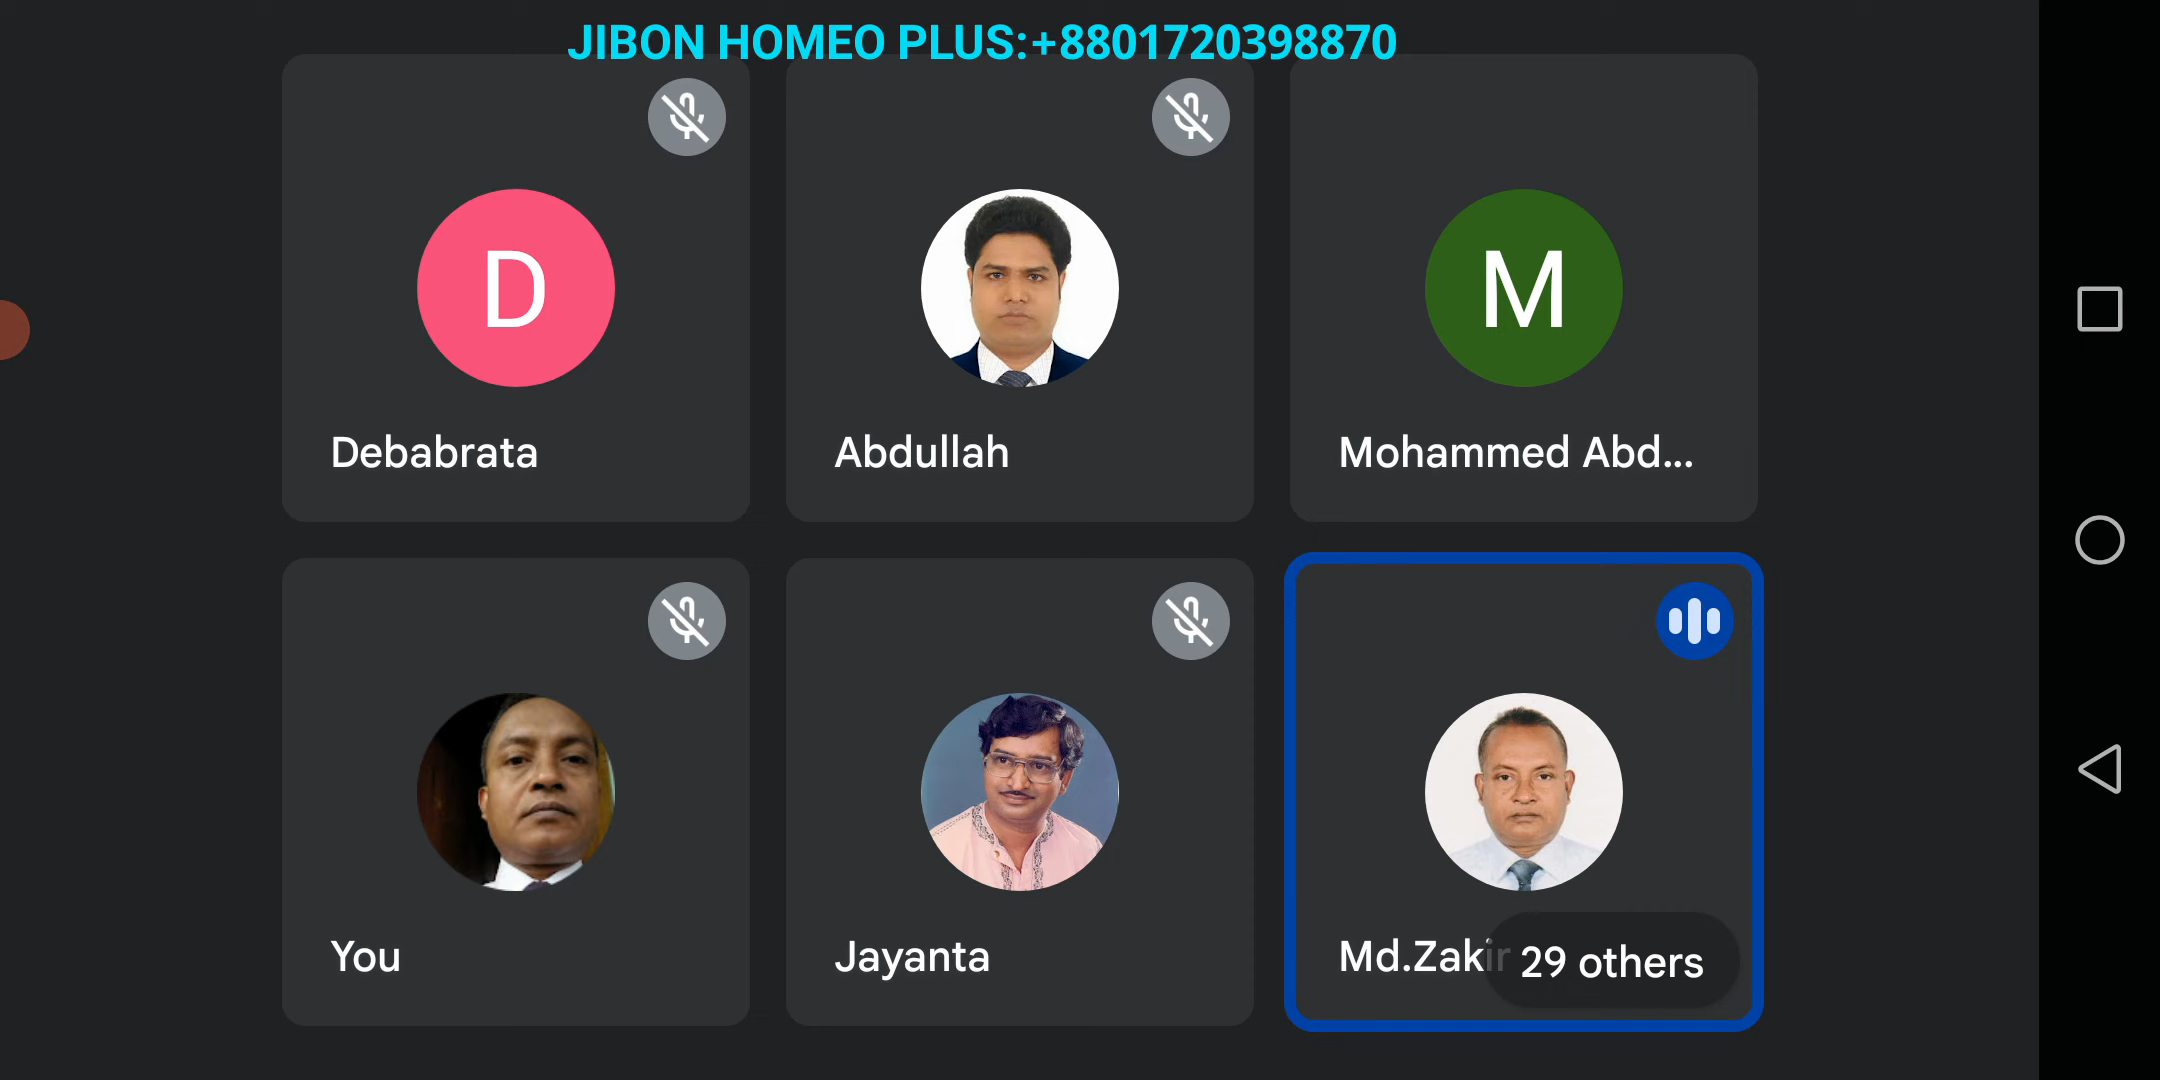 JIBON HOMEO PLUS:+8801720398870
D
M
Debabrata
Abdullah
Mohammed Abd...
You
Jayanta
Md.Zakir
29 others